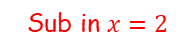 Sub in x = 2